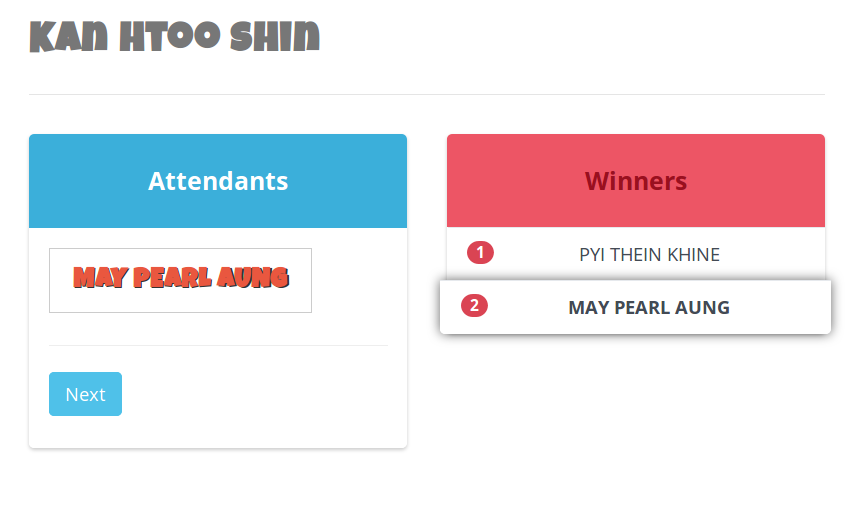 Kan Htoo Shin
Attendants
MAY PEARL AUNG
Next
Winners
1 PYI THEIN KHINE
2 MAY PEARL AUNG